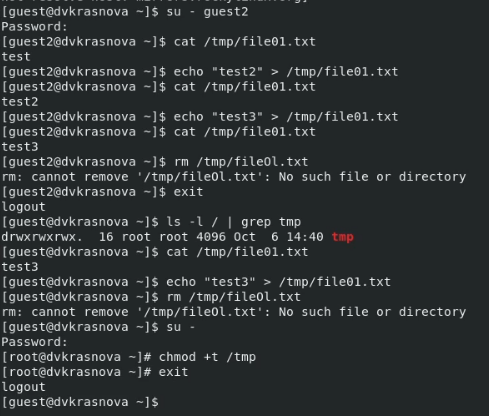 [guest@dvkrasnova ~]$ su - guest2
Password:
[guest2@dvkrasnova ~]$ cat /tmp/file01.txt
test
[guest2@dvkrasnova ~]$ echo "test2" > /tmp/file01.txt
[guest2@dvkrasnova ~]$ cat /tmp/file01.txt
test2
[guest2@dvkrasnova ~]$ echo "test3" > /tmp/file01.txt
[guest2@dvkrasnova ~]$ cat /tmp/file01.txt
test3
[guest2@dvkrasnova ~]$ rm /tmp/fileOl.txt
rm: cannot remove '/tmp/fileOl.txt': No such file or directory
[guest2@dvkrasnova ~]$ exit
logout
[guest@dvkrasnova ~]$ ls -l / | grep tmp
drwxrwxrwx.  16 root root 4096 Oct  6 14:40 tmp
[guest@dvkrasnova ~]$ cat /tmp/file01.txt
test3
[guest@dvkrasnova ~]$ echo "test3" > /tmp/file01.txt
[guest@dvkrasnova ~]$ rm /tmp/fileOl.txt
rm: cannot remove '/tmp/fileOl.txt': No such file or directory
[guest@dvkrasnova ~]$ su -
Password:
[root@dvkrasnova ~]# chmod +t /tmp
[root@dvkrasnova ~]# exit
logout
[guest@dvkrasnova ~]$